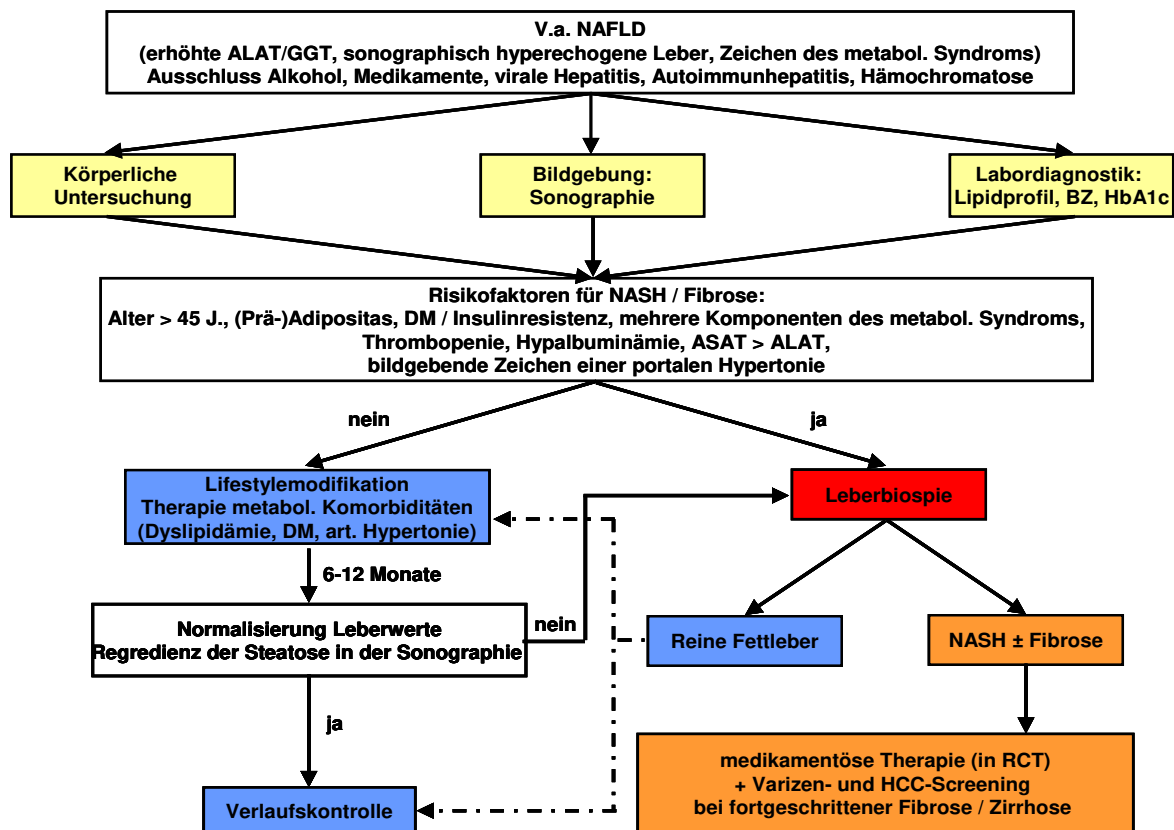 V.a. NAFLD
(erhöhte ALAT/GGT, sonographisch hyperechogene Leber, Zeichen des metabol. Syndroms)
Ausschluss Alkohol, Medikamente, virale Hepatitis, Autoimmunhepatitis, Hämochromatose
Körperliche
Untersuchung
Bildgebung:
Sonographie
Labordiagnostik:
Lipidprofil, BZ, HbA1c
Risikofaktoren für NASH / Fibrose:
Alter > 45 J., (Prä-)Adipositas, DM / Insulinresistenz, mehrere Komponenten des metabol. Syndroms,
Thrombopenie, Hypalbuminämie, ASAT > ALAT,
bildgebende Zeichen einer portalen Hypertonie
nein
ja
Lifestylemodifikation
Therapie metabol. Komorbiditäten
(Dyslipidämie, DM, art. Hypertonie)
Leberbiospie
6-12 Monate
Normalisierung Leberwerte
Regredienz der Steatose in der Sonographie
nein
Reine Fettleber
NASH ± Fibrose
ja
medikamentöse Therapie (in RCT)
+ Varizen- und HCC-Screening
bei fortgeschrittener Fibrose / Zirrhose
Verlaufskontrolle